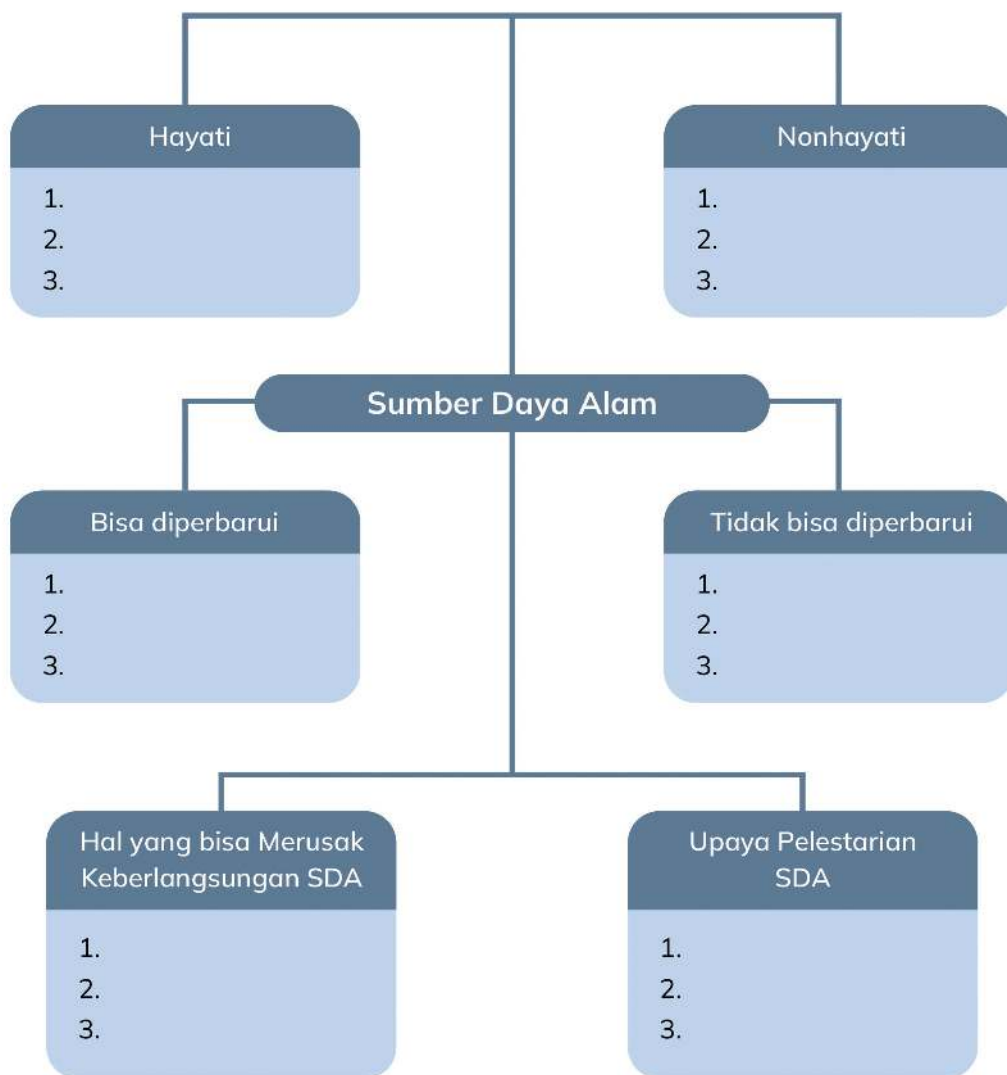 Hayati
1.
2.
3.
Nonhayati
1.
2.
3.
Sumber Daya Alam
Bisa diperbarui
1.
2.
3.
Tidak bisa diperbarui
1.
2.
3.
Hal yang bisa Merusak
Keberlangsungan SDA
1.
2.
3.
Upaya Pelestarian
SDA
1.
2.
3.